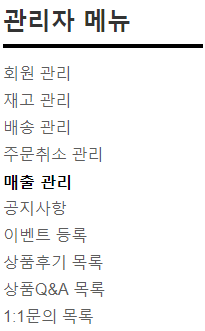 관리자 메뉴
회원 관리
재고 관리
배송 관리
주문취소 관리
매출 관리
공지사항
이벤트 등록
상품후기 목록
상품Q&A 목록
1:1문의 목록